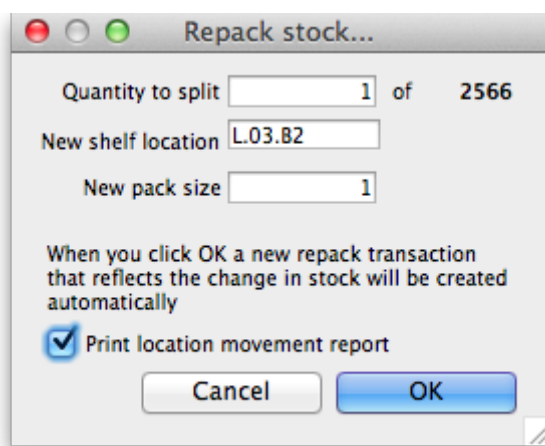 Repack stock...
Quantity to split 1 of 2566
New shelf location L.03.B2
New pack size 1
When you click OK a new repack transaction
that reflects the change in stock will be created
automatically
Print location movement report
Cancel OK